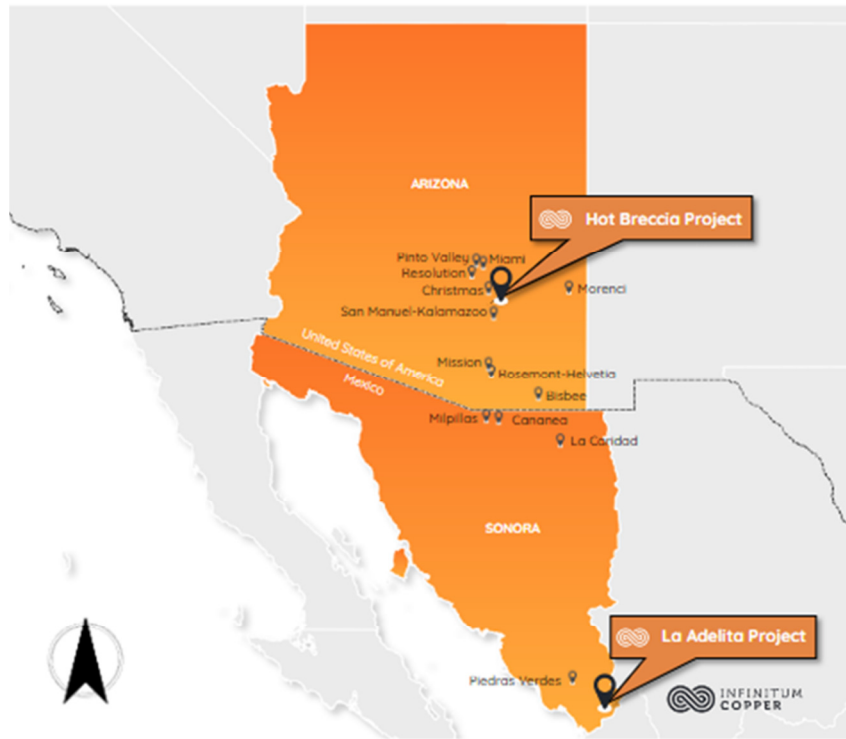 ARIZONA
Hot Breccia Project
Pinto Valley
Miami
Resolution
Christmas
Morenci
San Manuel-Kalamazoo
United States of America
Mission
Rosemont-Helvetia
Mexico
Bisbee
Milpillas
Cananea
La Caridad
SONORA
La Adelita Project
Piedras Verdes
INFINITUM
COPPER